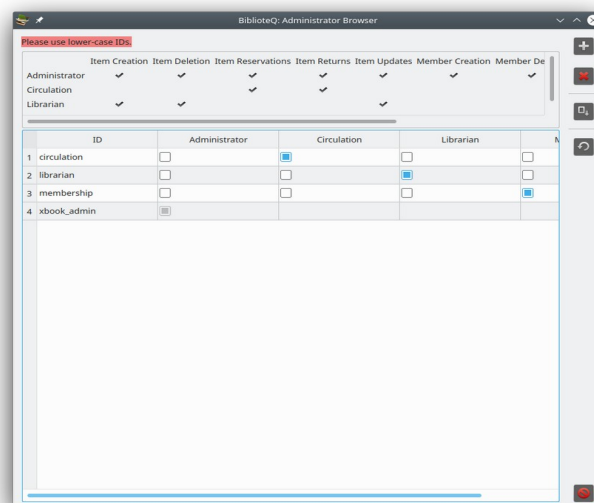 BiblioteQ: Administrator Browser
Please use lower-case IDs.
Item Creation Item Deletion Item Reservations Item Returns Item Updates Member Creation Member De
Administrator
Circulation
Librarian
ID Administrator Circulation Librarian
1 circulation
2 librarian
3 membership
4 xbook_admin